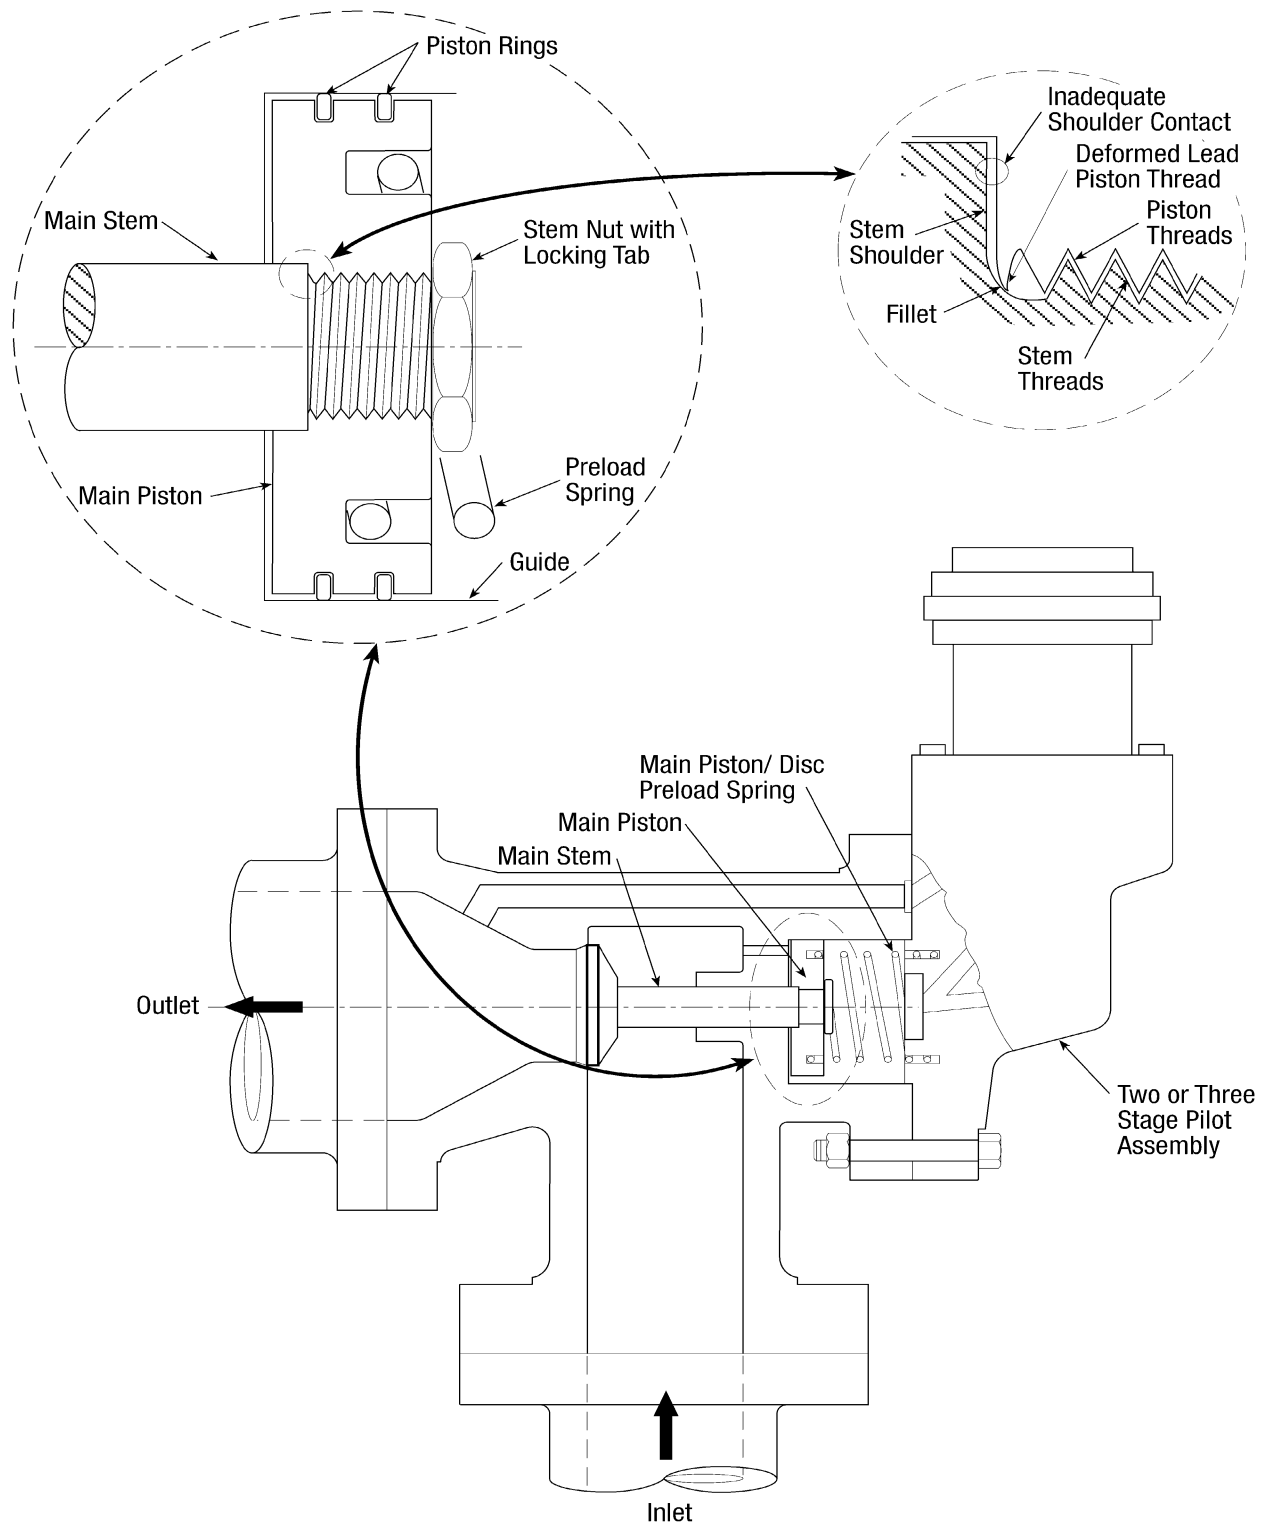 Piston Rings
Main Stem
Stem Nut with
Locking Tab
Main Piston
Preload
Spring
Guide
Inadequate
Shoulder Contact
Deformed Lead
Piston Thread
Piston
Threads
Stem
Shoulder
Fillet
Stem
Threads
Main Piston/ Disc
Preload Spring
Main Piston
Main Stem
Outlet
Two or Three
Stage Pilot
Assembly
Inlet